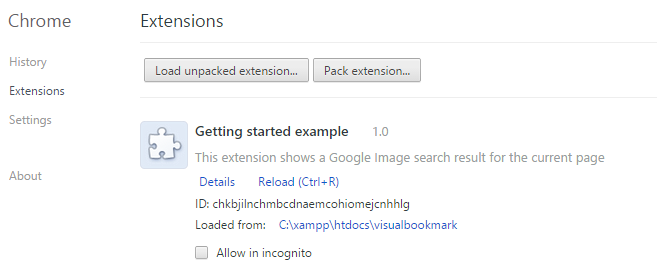 Chrome
Extensions
History
Extensions
Settings
About
Load unpacked extension... Pack extension...
Getting started example 1.0
This extension shows a Google Image search result for the current page
Details Reload (Ctrl+R)
ID: chkbjilnchmbcdnaemcohiomejcnhhlg
Loaded from: C:\xampp\htdocs\visualbookmark
Allow in incognito